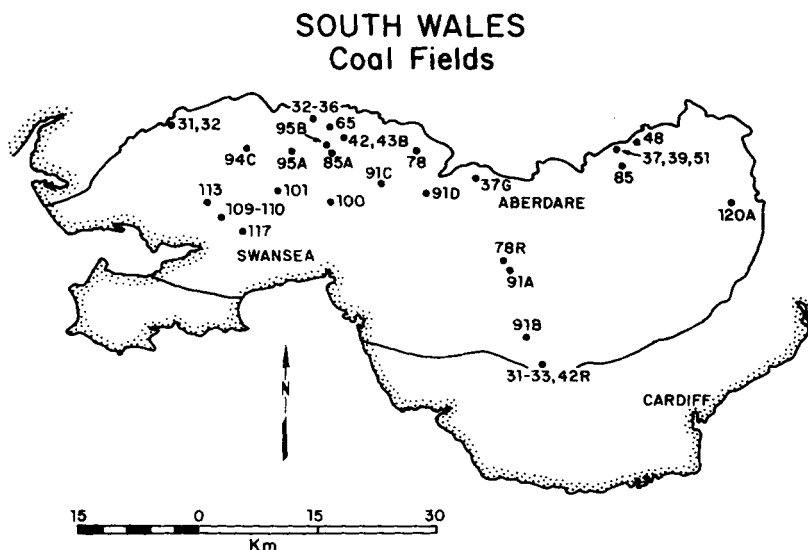 SOUTH WALES
Coal Fields
32-36
31,32
95B
65
42,43B
48
94C
95A
85A
78
37,39,51
91C
85
113
101
100
91D
37G
ABERDARE
120A
109-110
117
SWANSEA
78R
91A
91B
31-33,42R
CARDIFF
N
15 0 15 30
Km